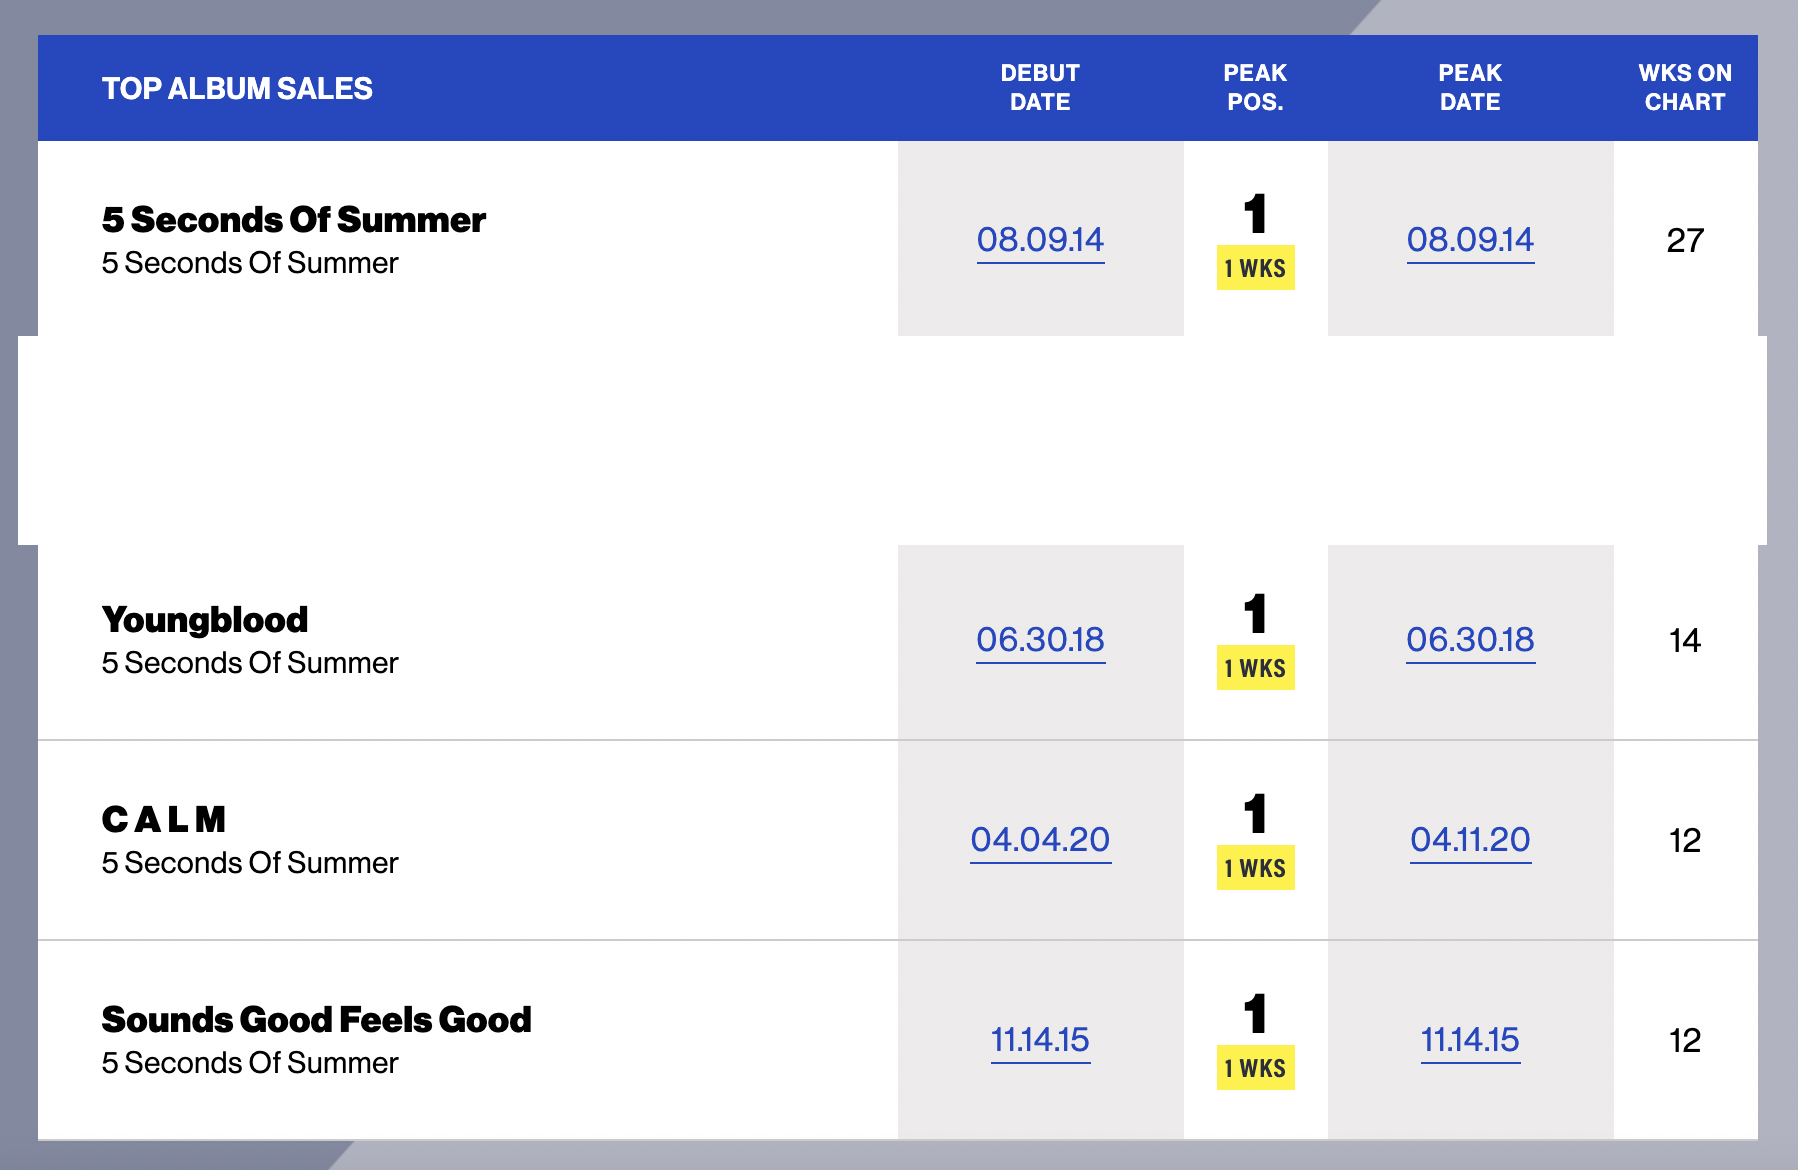 TOP ALBUM SALES
DEBUT DATE
PEAK POS.
PEAK DATE
WKS ON CHART
5 Seconds Of Summer
5 Seconds Of Summer
08.09.14
1
1 WKS
08.09.14
27
Youngblood
5 Seconds Of Summer
06.30.18
1
1 WKS
06.30.18
14
C A L M
5 Seconds Of Summer
04.04.20
1
1 WKS
04.11.20
12
Sounds Good Feels Good
5 Seconds Of Summer
11.14.15
1
1 WKS
11.14.15
12